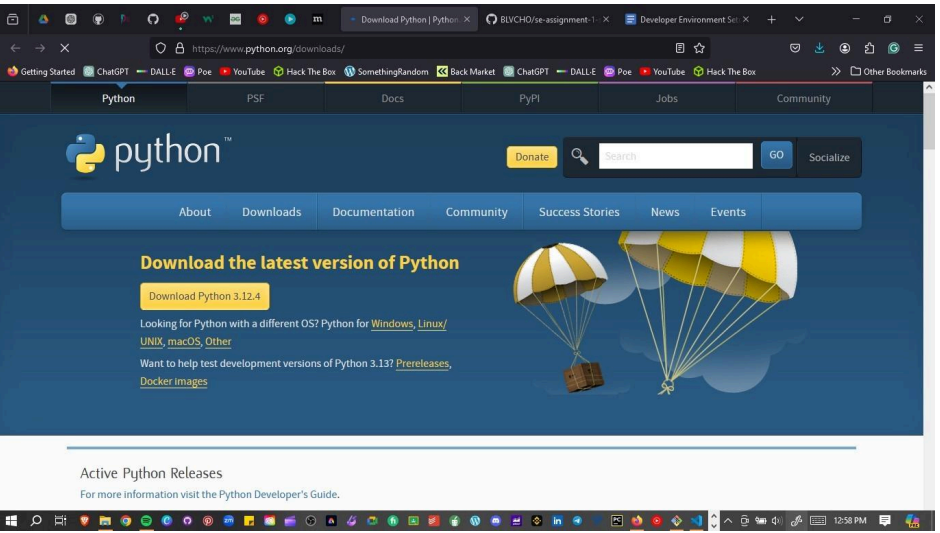 Download Python | Python.
BLVCHO/se-assignment-1-
Developer Environment Set
https://www.python.org/downloads/
Getting Started ChatGPT DALL·E Poe YouTube Hack The Box SomethingRandom Back Market ChatGPT DALL·E Poe YouTube Hack The Box Other Bookmarks
Python PSF Docs PyPI Jobs Community
python™
Donate Search GO Socialize
About Downloads Documentation Community Success Stories News Events
Download the latest version of Python
Download Python 3.12.4
Looking for Python with a different OS? Python for Windows, Linux/
UNIX, macOS, Other
Want to help test development versions of Python 3.13? Prereleases,
Docker images
Active Python Releases
For more information visit the Python Developer's Guide.
12:58 PM